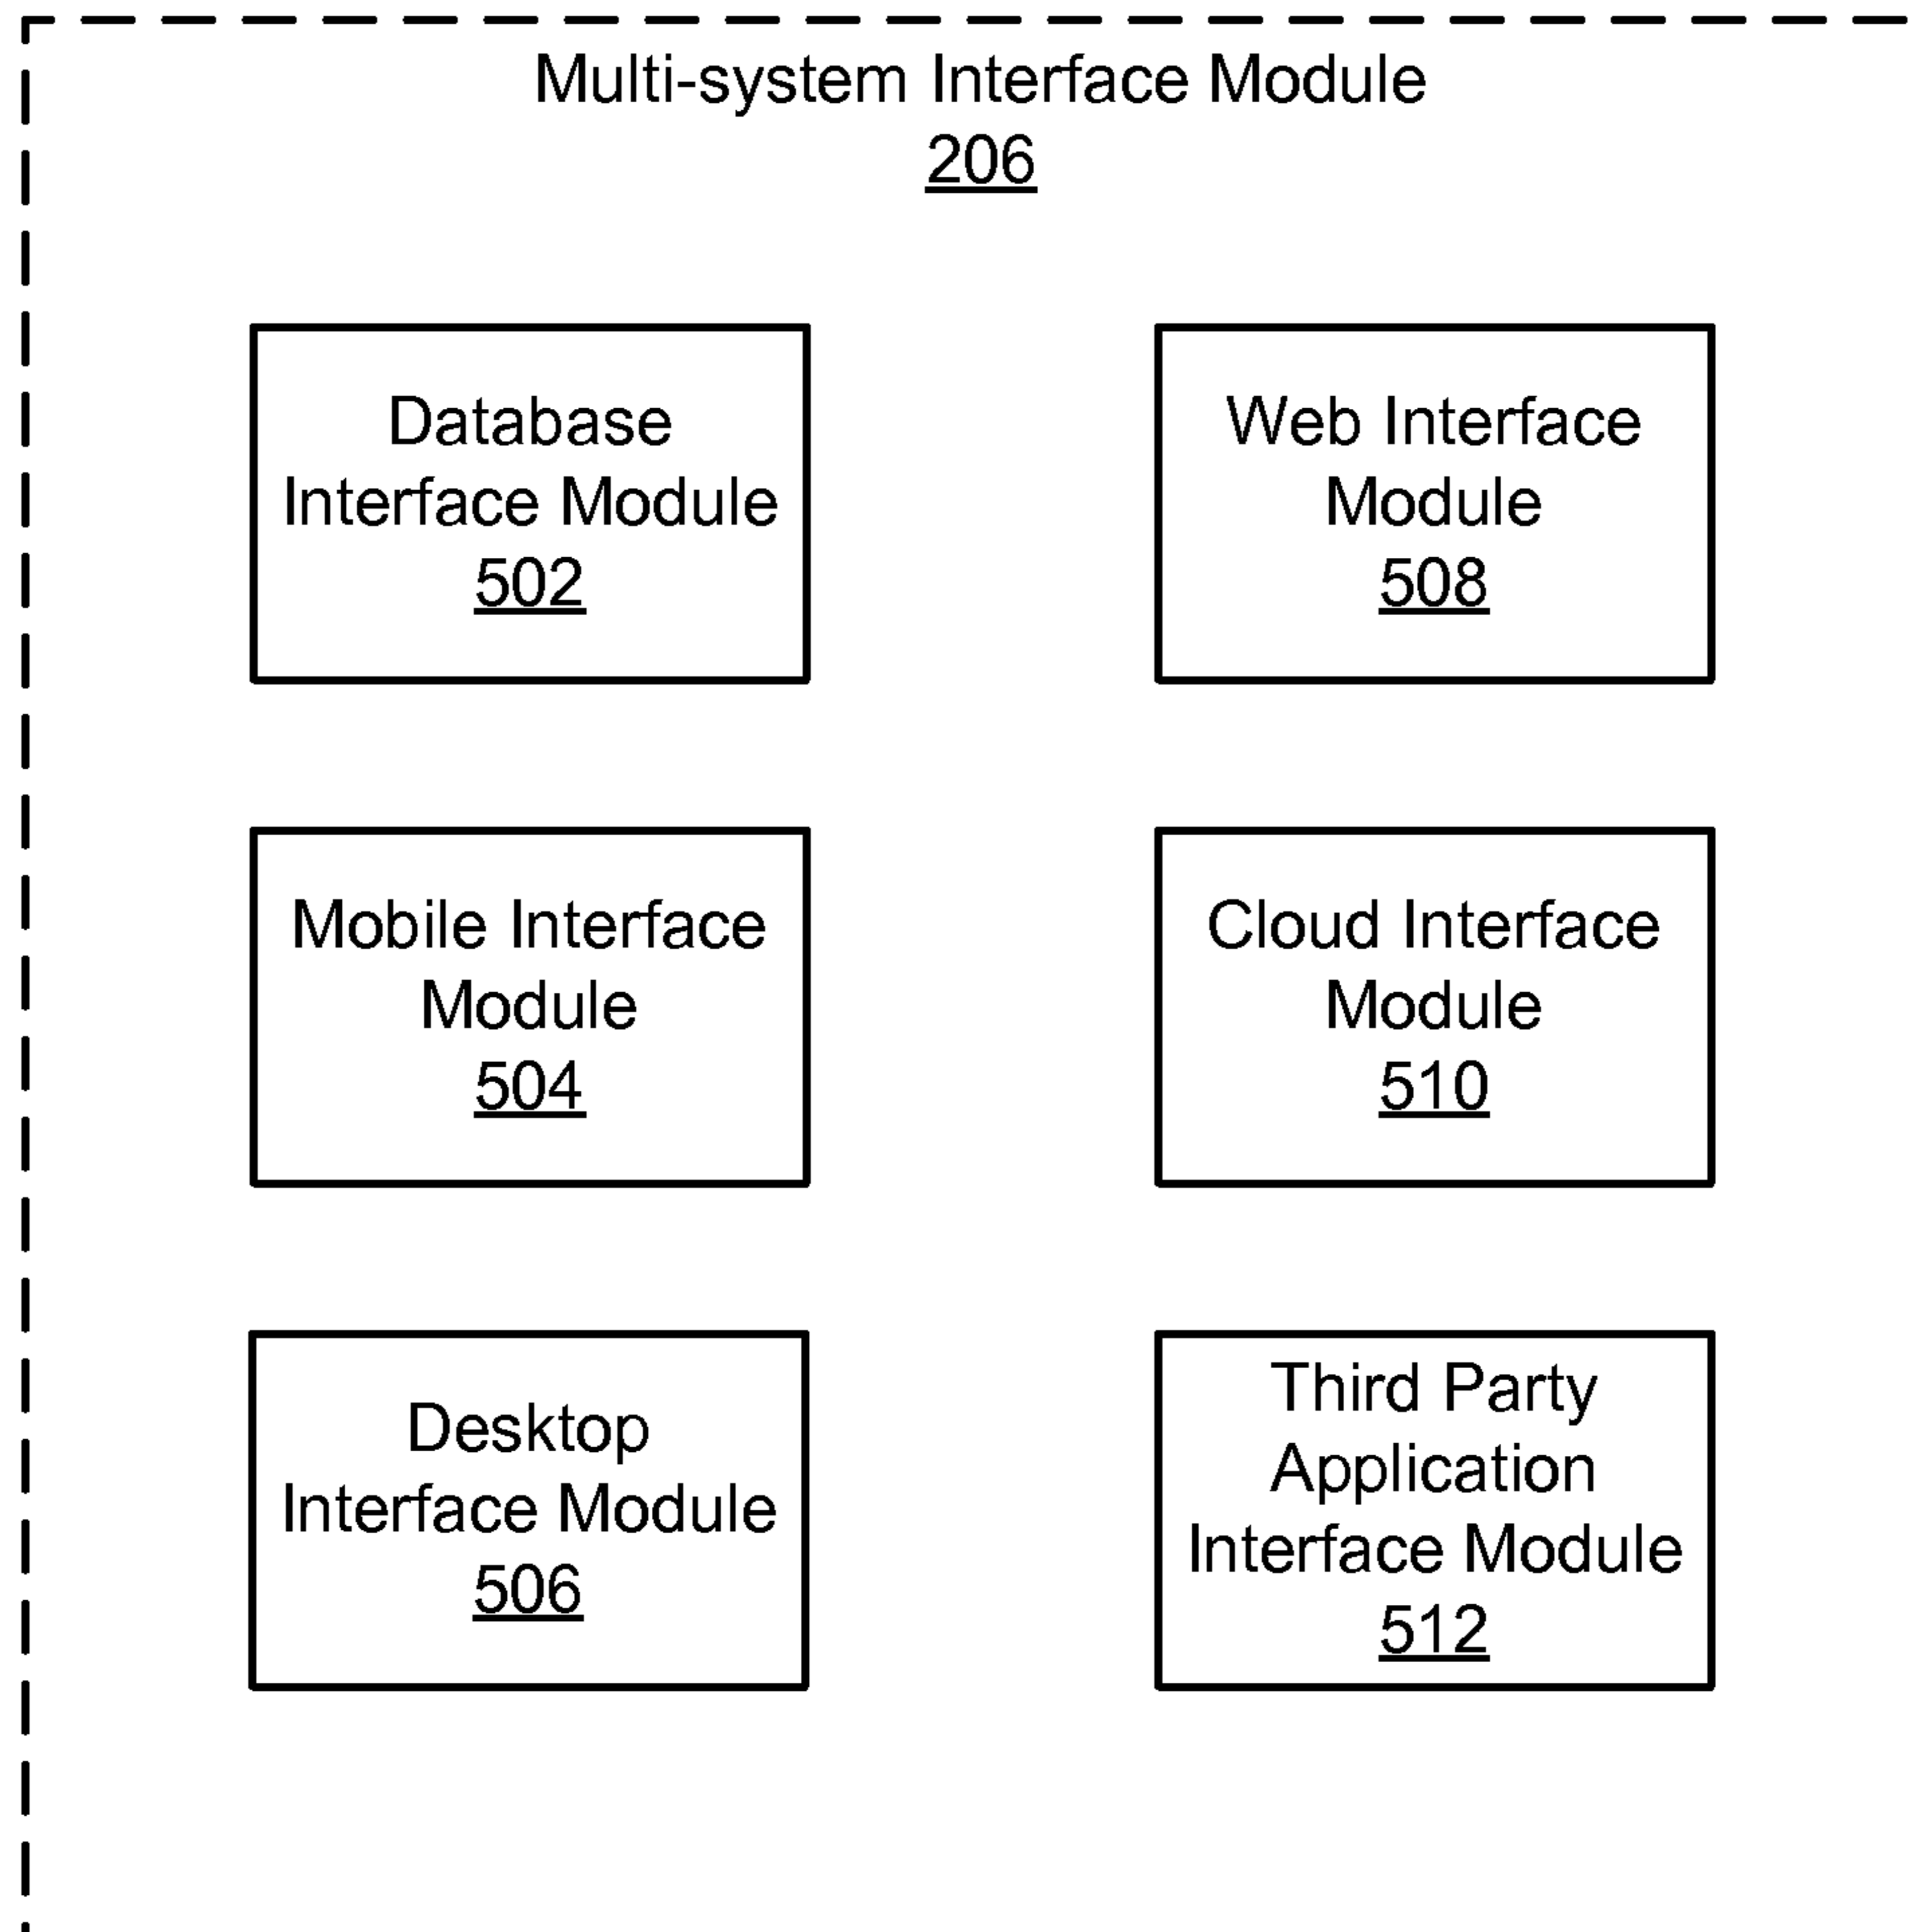 Multi-system Interface Module
206
Database
Interface Module
502
Web Interface
Module
508
Mobile Interface
Module
504
Cloud Interface
Module
510
Desktop
Interface Module
506
Third Party
Application
Interface Module
512